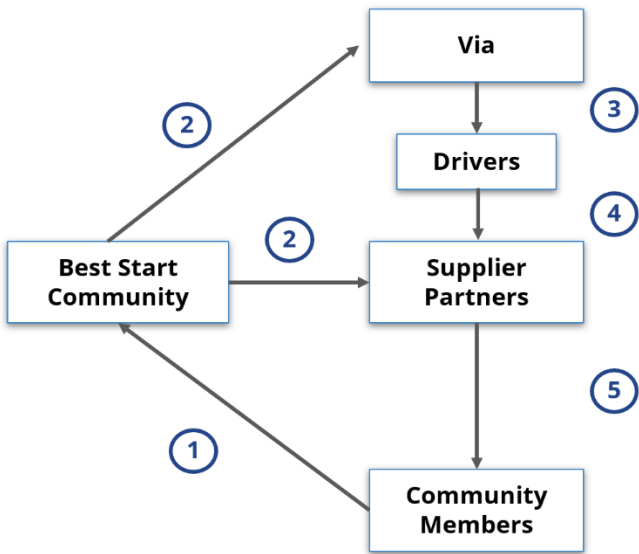 Via
2
3
Drivers
4
2
Best Start
Community
Supplier
Partners
5
1
Community
Members